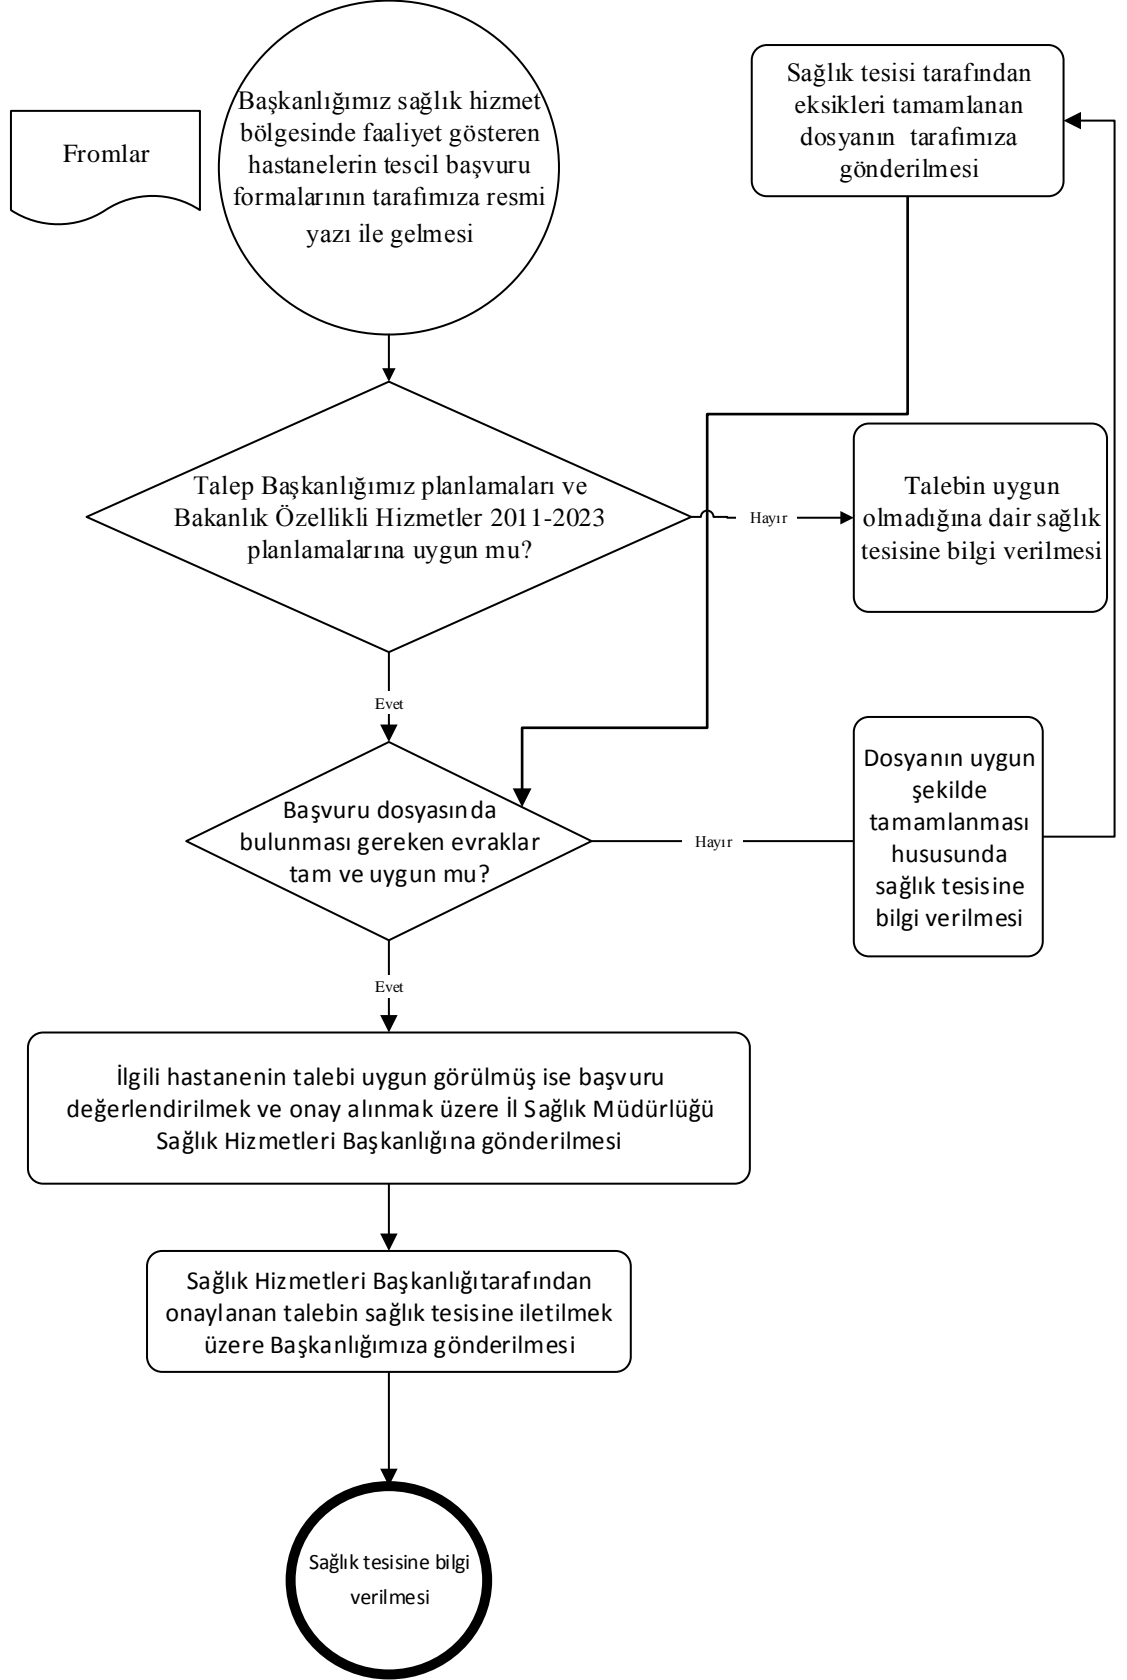 Fromlar
Başkanlığımız sağlık hizmet
bölgesinde faaliyet gösteren
hastanelerin tescil başvuru
formalarının tarafımıza resmi
yazı ile gelmesi
Sağlık tesisi tarafından
eksikleri tamamlanan
dosyanın tarafımıza
gönderilmesi
Talep Başkanlığımız planlamaları ve
Bakanlık Özellikli Hizmetler 2011-2023
planlamalarına uygun mu?
Hayır
Talebin uygun
olmadığına dair sağlık
tesisine bilgi verilmesi
Evet
Başvuru dosyasında
bulunması gereken evraklar
tam ve uygun mu?
Hayır
Dosyanın uygun
şekilde
tamamlanması
hususunda
sağlık tesisine
bilgi verilmesi
Evet
İlgili hastanenin talebi uygun görülmüş ise başvuru
değerlendirilmek ve onay alınmak üzere İl Sağlık Müdürlüğü
Sağlık Hizmetleri Başkanlığına gönderilmesi
Sağlık Hizmetleri Başkanlığıtarafından
onaylanan talebin sağlık tesisine iletilmek
üzere Başkanlığımıza gönderilmesi
Sağlık tesisine bilgi
verilmesi